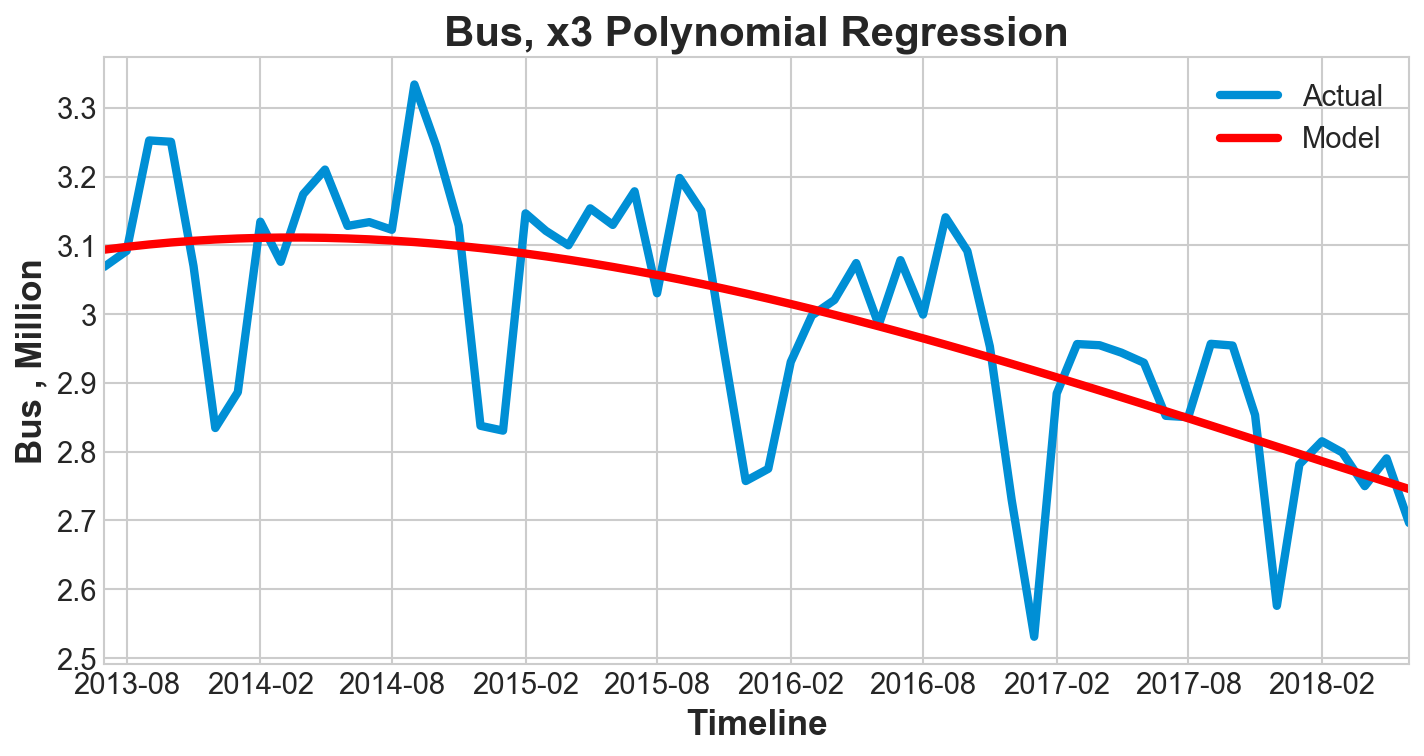 Bus, x3 Polynomial Regression
Actual
Model
3.3
3.2
3.1
3
2.9
2.8
2.7
2.6
2.5
Bus , Million
2013-08 2014-02 2014-08 2015-02 2015-08 2016-02 2016-08 2017-02 2017-08 2018-02
Timeline